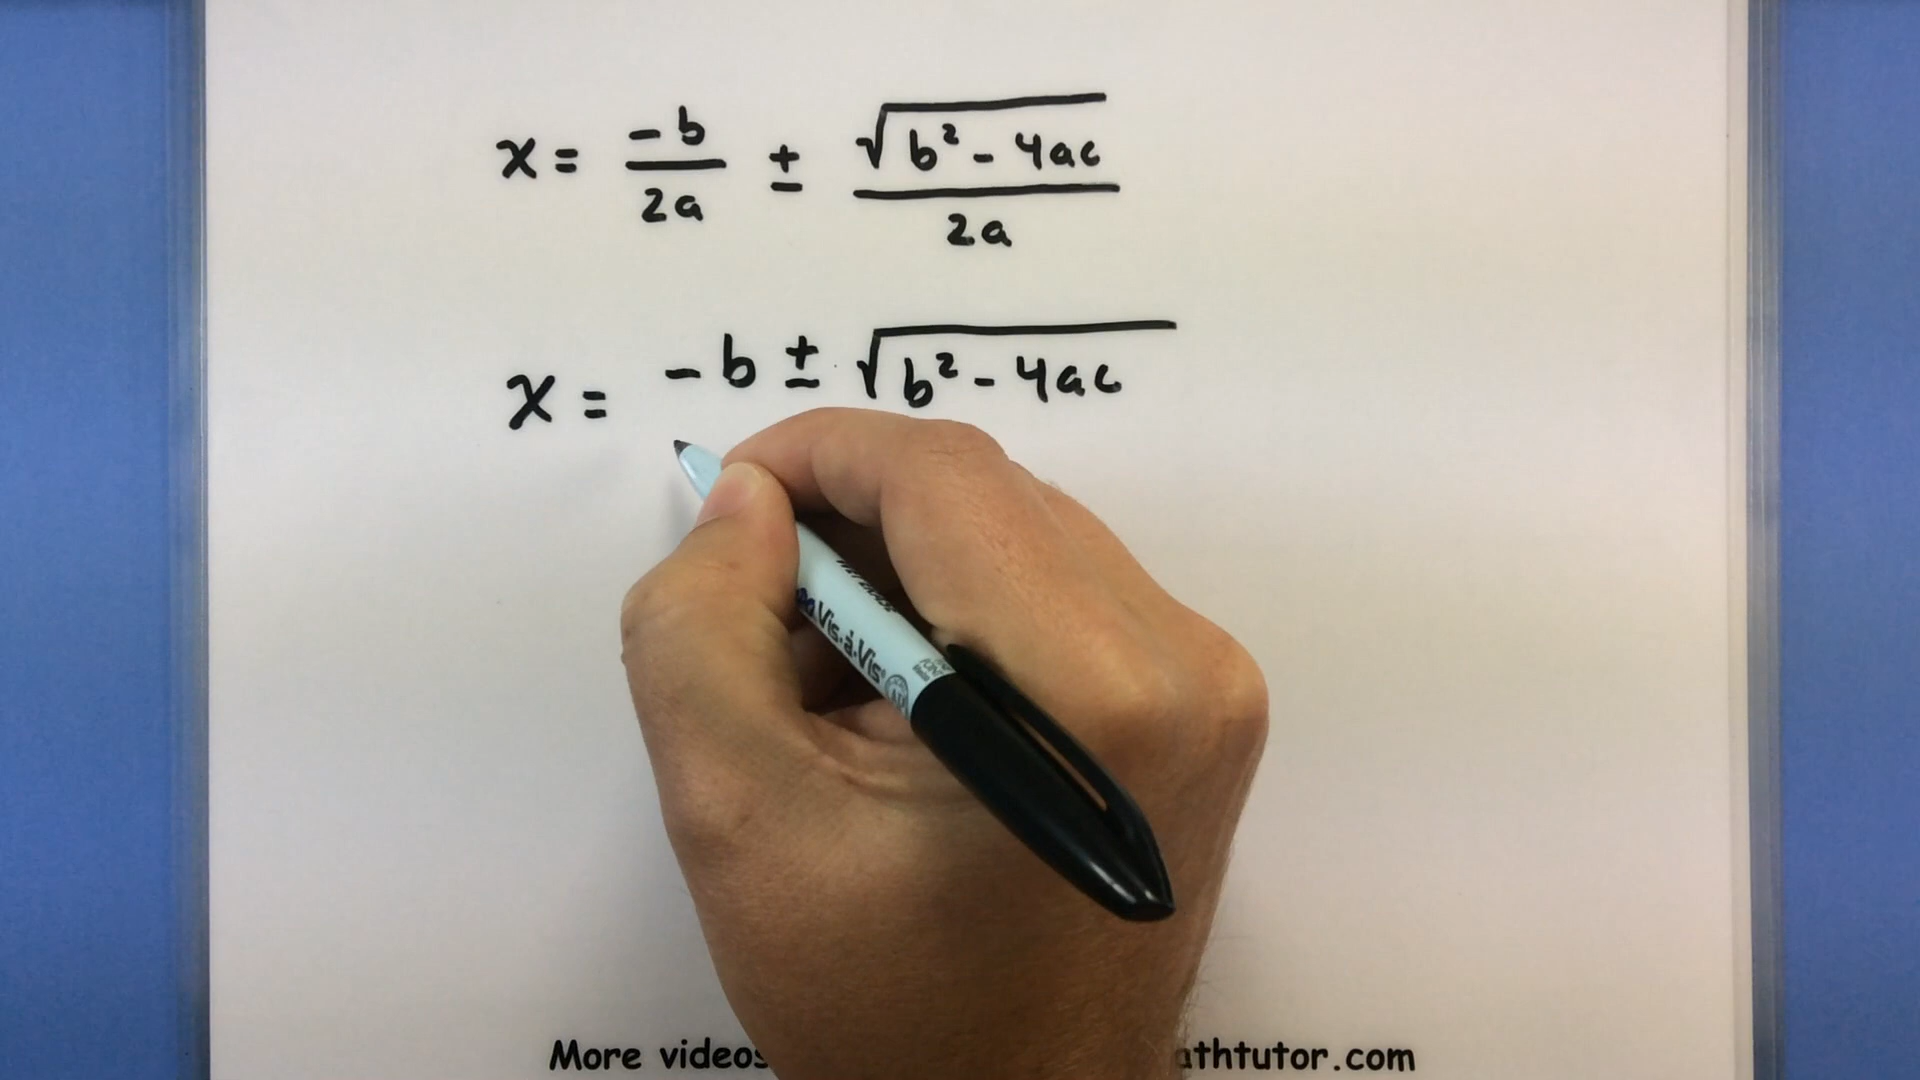 x = -b/2a ± √(b² - 4ac)/2a
x = -b ± √(b² - 4ac)
Vis·à·Vis
More videos athtutor.com